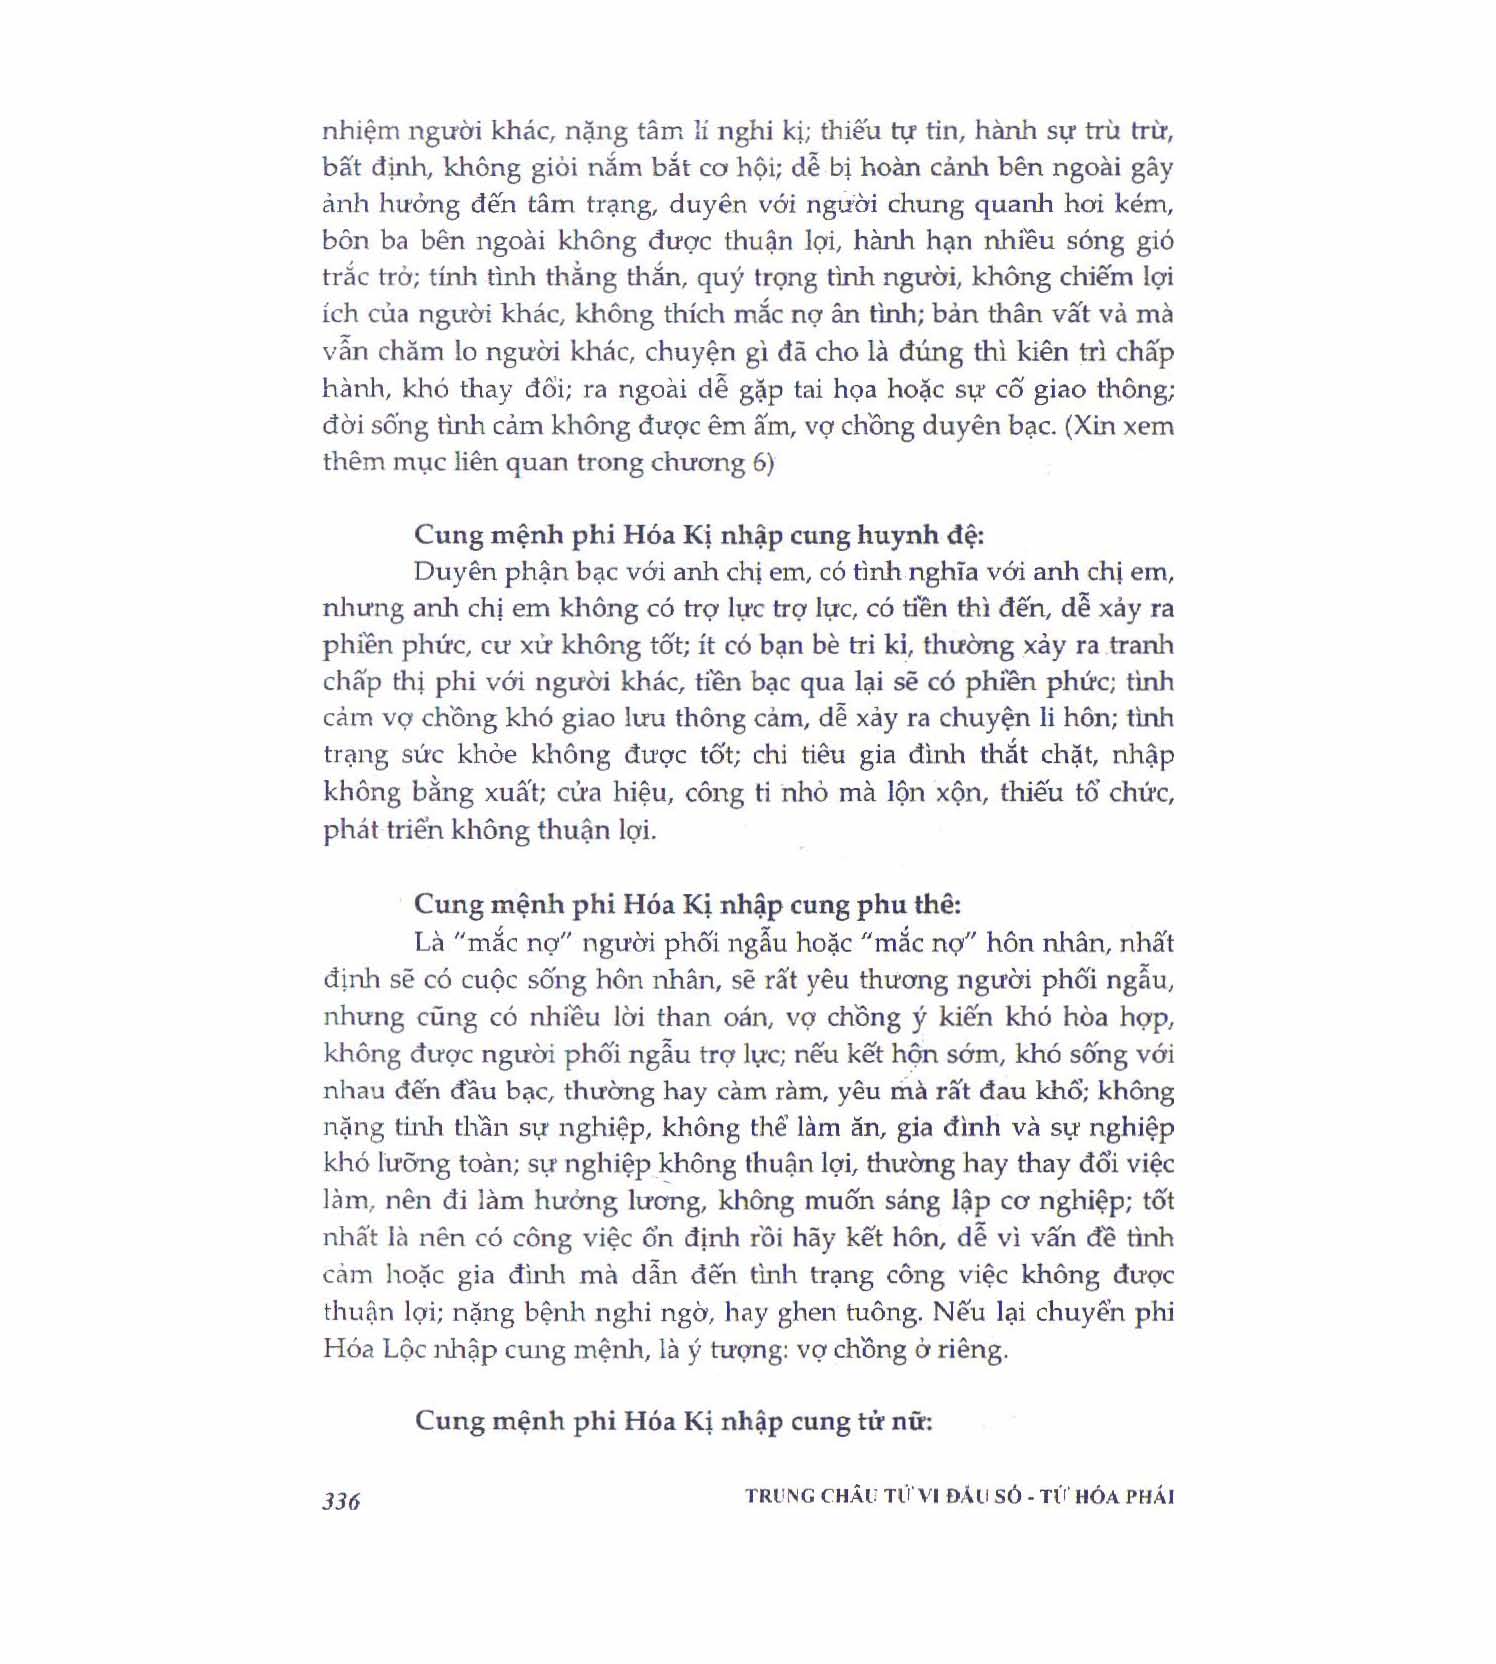 nhiệm người khác, nặng tâm lí nghi kị; thiếu tự tin, hành sự trù trừ,
bất định, không giỏi nắm bắt cơ hội; dễ bị hoàn cảnh bên ngoài gây
ảnh hưởng đến tâm trạng, duyên với người chung quanh hơi kém,
bôn ba bên ngoài không được thuận lợi, hành hạn nhiều sóng gió
trắc trở; tính tình thẳng thắn, quý trọng tình người, không chiếm lợi
ích của người khác, không thích mắc nợ ân tình; bản thân vất vả mà
vẫn chăm lo người khác, chuyện gì đã cho là đúng thì kiên trì chấp
hành, khó thay đổi; ra ngoài dễ gặp tai họa hoặc sự cố giao thông;
đời sống tình cảm không được êm ấm, vợ chồng duyên bạc. (Xin xem
thêm mục liên quan trong chương 6)
Cung mệnh phi Hóa Kị nhập cung huynh đệ:
Duyên phận bạc với anh chị em, có tình nghĩa với anh chị em,
nhưng anh chị em không có trợ lực trợ lực, có tiền thì đến, dễ xảy ra
phiền phức, cư xử không tốt; ít có bạn bè tri kỉ, thường xảy ra tranh
chấp thị phi với người khác, tiền bạc qua lại sẽ có phiền phức; tình
cảm vợ chồng khó giao lưu thông cảm, dễ xảy ra chuyện li hôn; tình
trạng sức khỏe không được tốt; chi tiêu gia đình thắt chặt, nhập
không bằng xuất; cửa hiệu, công ti nhỏ mà lộn xộn, thiếu tổ chức,
phát triển không thuận lợi.
Cung mệnh phi Hóa Kị nhập cung phu thê:
Là "mắc nợ" người phối ngẫu hoặc "mắc nợ" hôn nhân, nhất
định sẽ có cuộc sống hôn nhân, sẽ rất yêu thương người phối ngẫu,
nhưng cũng có nhiều lời than oán, vợ chồng ý kiến khó hòa hợp,
không được người phối ngẫu trợ lực; nếu kết hôn sớm, khó sống với
nhau đến đầu bạc, thường hay càm ràm, yêu mà rất đau khổ; không
nặng tinh thần sự nghiệp, không thể làm ăn, gia đình và sự nghiệp
khó lưỡng toàn; sự nghiệp không thuận lợi, thường hay thay đổi việc
làm, nên đi làm hưởng lương, không muốn sáng lập cơ nghiệp; tốt
nhất là nên có công việc ổn định rồi hãy kết hôn, dễ vì vấn đề tình
cảm hoặc gia đình mà dẫn đến tình trạng công việc không được
thuận lợi; nặng bệnh nghi ngờ, hay ghen tuông. Nếu lại chuyển phi
Hóa Lộc nhập cung mệnh, là ý tượng: vợ chồng ở riêng.
Cung mệnh phi Hóa Kị nhập cung tử nữ:
336
TRUNG CHÂU TỬ VI ĐẨU SỐ - TỨ HÓA PHÁI